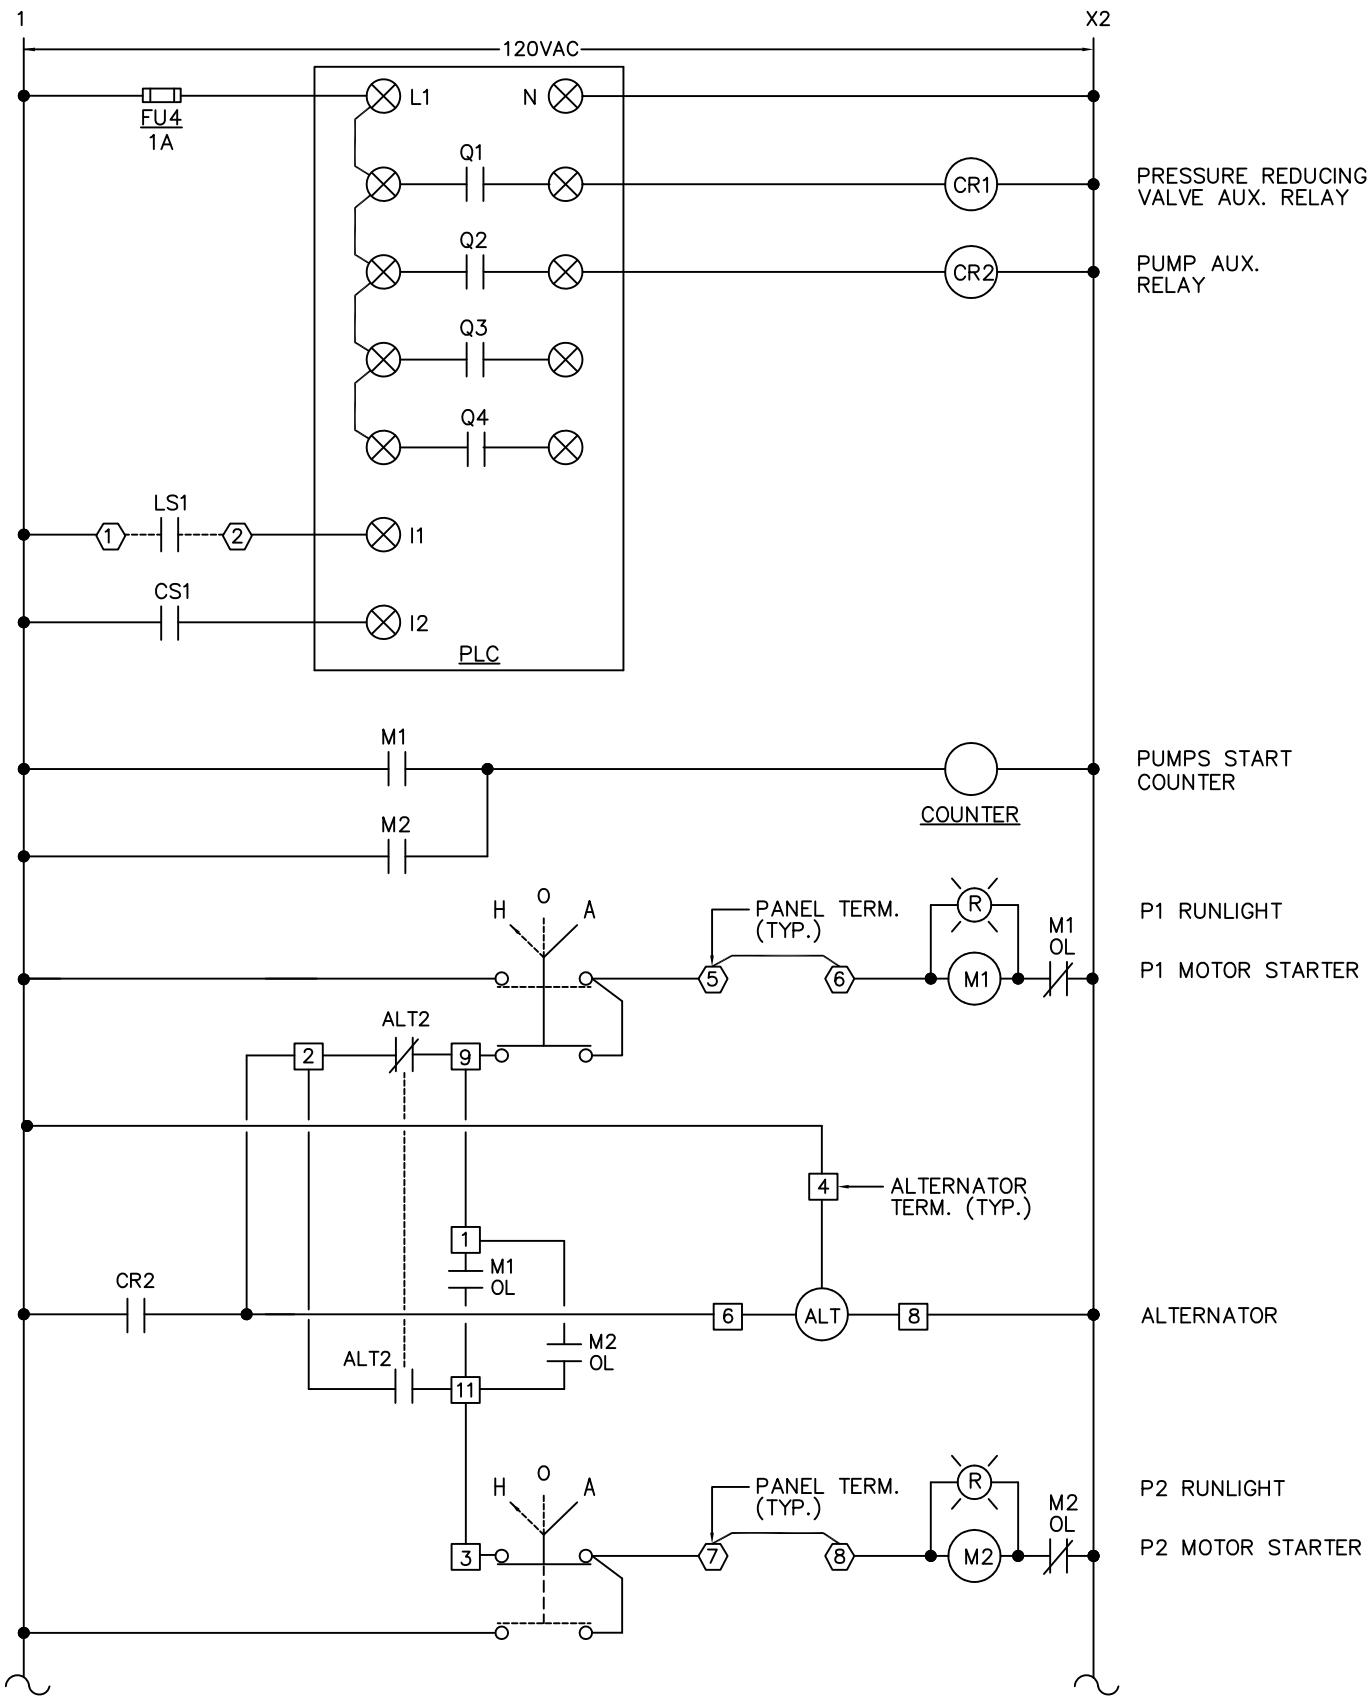 1
X2
120VAC
L1
N
FU4
1A
Q1
CR1
PRESSURE REDUCING
VALVE AUX. RELAY
Q2
CR2
PUMP AUX.
RELAY
Q3
Q4
LS1
1
2
I1
CS1
I2
PLC
M1
PUMPS START
COUNTER
COUNTER
M2
H
O
A
PANEL TERM.
(TYP.)
R
P1 RUNLIGHT
M1
OL
5
6
M1
P1 MOTOR STARTER
ALT2
2
9
4
ALTERNATOR
TERM. (TYP.)
1
M1
OL
CR2
6
ALT
8
ALTERNATOR
M2
OL
ALT2
11
H
O
A
PANEL TERM.
(TYP.)
R
P2 RUNLIGHT
M2
OL
3
7
8
M2
P2 MOTOR STARTER